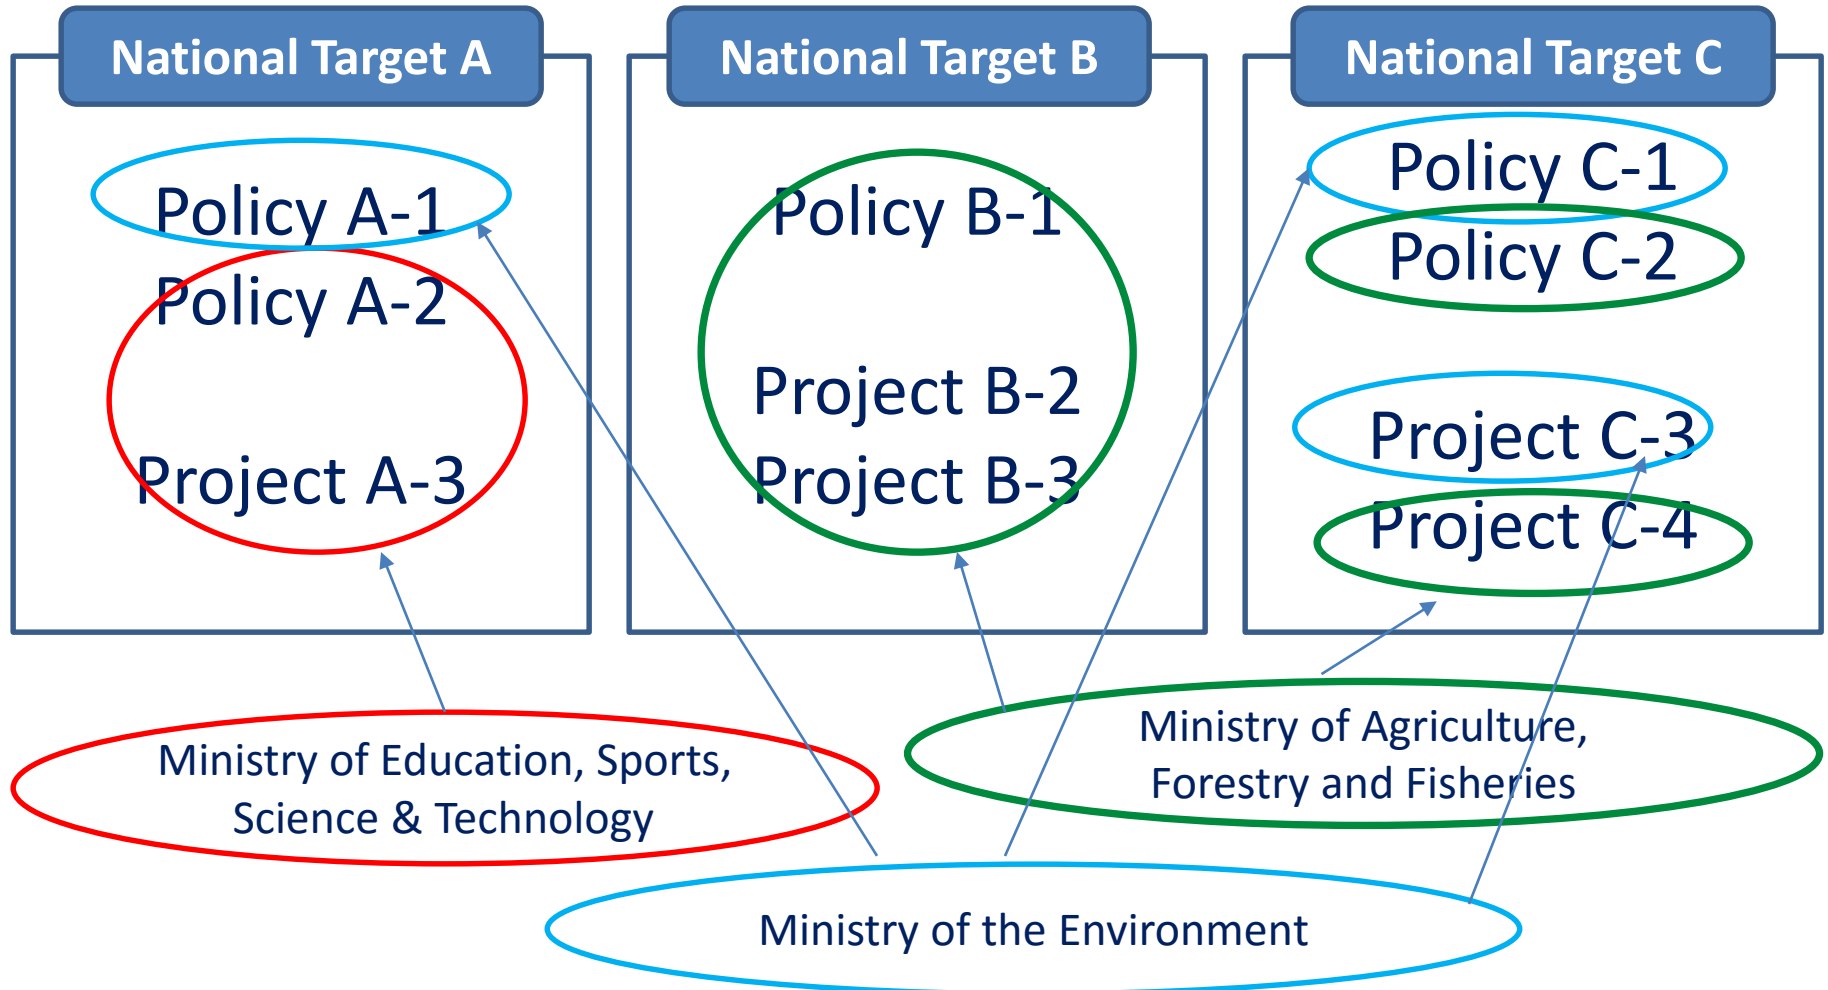 National Target A
Policy A-1
Policy A-2
Project A-3
National Target B
Policy B-1
Project B-2
Project B-3
National Target C
Policy C-1
Policy C-2
Project C-3
Project C-4
Ministry of Education, Sports,
Science & Technology
Ministry of Agriculture,
Forestry and Fisheries
Ministry of the Environment